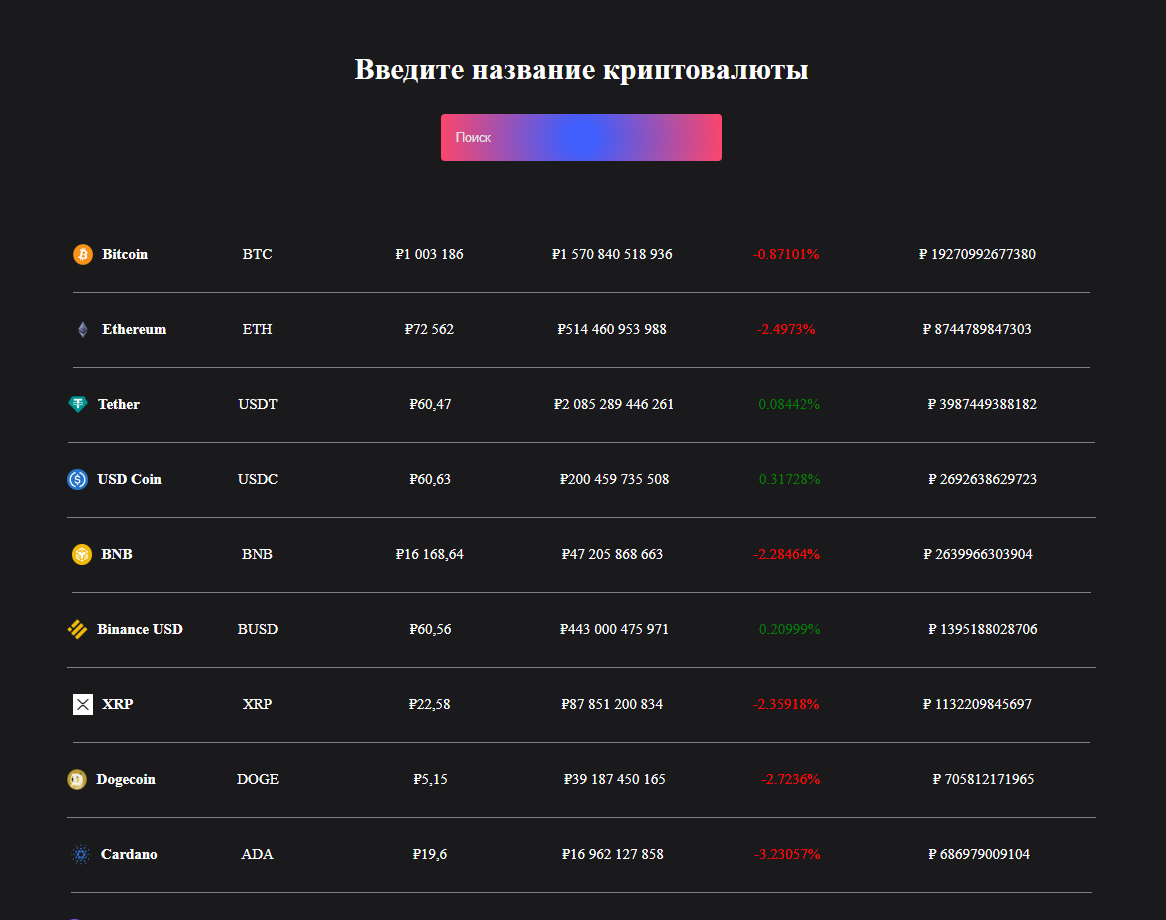 Введите название криптовалюты
Поиск
Bitcoin BTC ₽1 003 186 ₽1 570 840 518 936 -0.87101% ₽ 19270992677380
Ethereum ETH ₽72 562 ₽514 460 953 988 -2.4973% ₽ 8744789847303
Tether USDT ₽60,47 ₽2 085 289 446 261 0.08442% ₽ 3987449388182
USD Coin USDC ₽60,63 ₽200 459 735 508 0.31728% ₽ 2692638629723
BNB BNB ₽16 168,64 ₽47 205 868 663 -2.28464% ₽ 2639966303904
Binance USD BUSD ₽60,56 ₽443 000 475 971 0.20999% ₽ 1395188028706
XRP XRP ₽22,58 ₽87 851 200 834 -2.35918% ₽ 1132209845697
Dogecoin DOGE ₽5,15 ₽39 187 450 165 -2.7236% ₽ 705812171965
Cardano ADA ₽19,6 ₽16 962 127 858 -3.23057% ₽ 686979009104